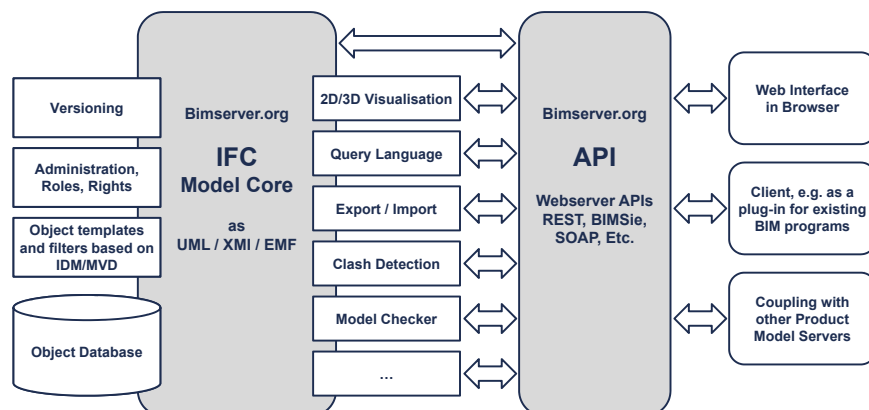 Versioning
Administration,
Roles, Rights
Object templates
and filters based on
IDM/MVD
Object Database
Bimserver.org
IFC
Model Core
as
UML / XMI / EMF
2D/3D Visualisation
Query Language
Export / Import
Clash Detection
Model Checker
...
Bimserver.org
API
Webserver APIs
REST, BIMSie,
SOAP, Etc.
Web Interface
in Browser
Client, e.g. as a
plug-in for existing
BIM programs
Coupling with
other Product
Model Servers